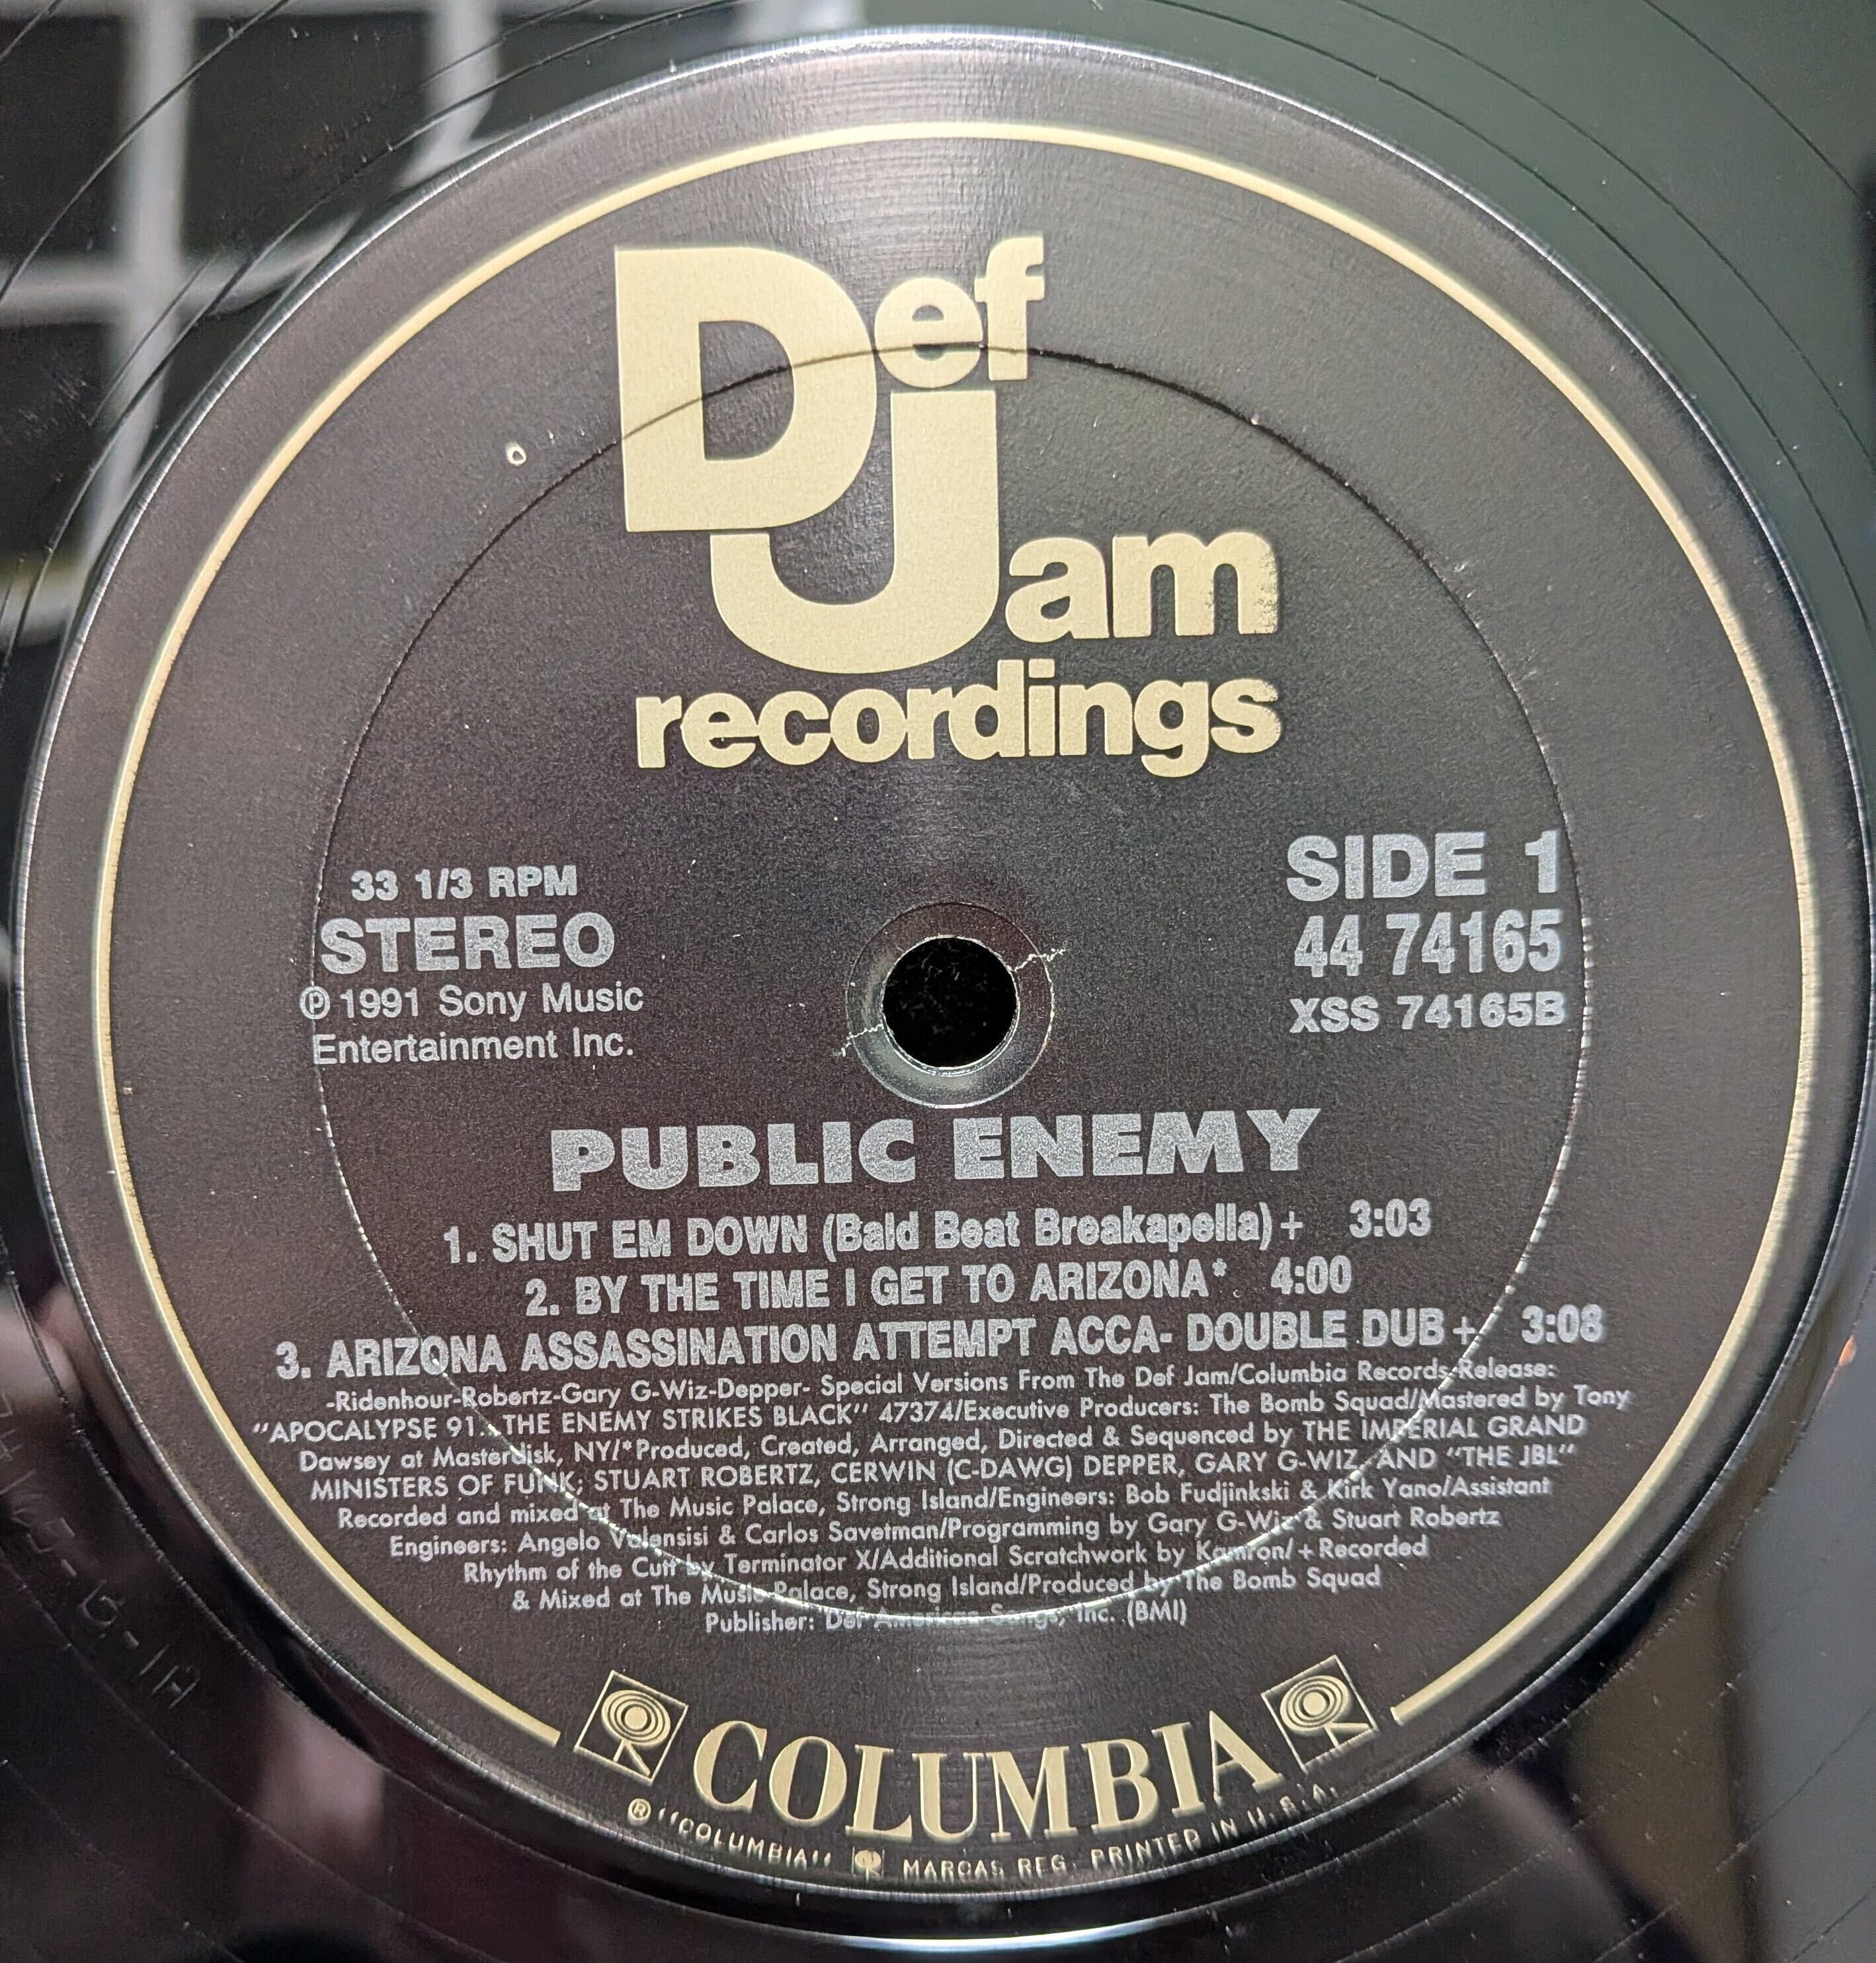 Def
Jam
recordings
33 1/3 RPM
STEREO
℗ 1991 Sony Music
Entertainment Inc.
SIDE 1
44 74165
XSS 74165B
PUBLIC ENEMY
1. SHUT EM DOWN (Bald Beat Breakapella)+ 3:03
2. BY THE TIME I GET TO ARIZONA* 4:00
3. ARIZONA ASSASSINATION ATTEMPT ACCA- DOUBLE DUB+ 3:08
-Ridenhour-Robertz-Gary G-Wiz-Depper- Special Versions From The Def Jam/Columbia Records Release:
"APOCALYPSE 91...THE ENEMY STRIKES BLACK" 47374/Executive Producers: The Bomb Squad/Mastered by Tony
Dawsey at Masterdisk, NY/*Produced, Created, Arranged, Directed & Sequenced by THE IMPERIAL GRAND
MINISTERS OF FUNK; STUART ROBERTZ, CERWIN (C-DAWG) DEPPER, GARY G-WIZ, AND "THE JBL"
Recorded and mixed at The Music Palace, Strong Island/Engineers: Bob Fudjinkski & Kirk Yano/Assistant
Engineers: Angelo Valensisi & Carlos Savetman/Programming by Gary G-Wiz & Stuart Robertz
Rhythm of the Cutt by Terminator X/Additional Scratchwork by Kamron/+Recorded
& Mixed at The Music Palace, Strong Island/Produced by The Bomb Squad
Publisher: Def American Songs, Inc. (BMI)
COLUMBIA
® "COLUMBIA" MARCAS REG. PRINTED IN U.S.A.